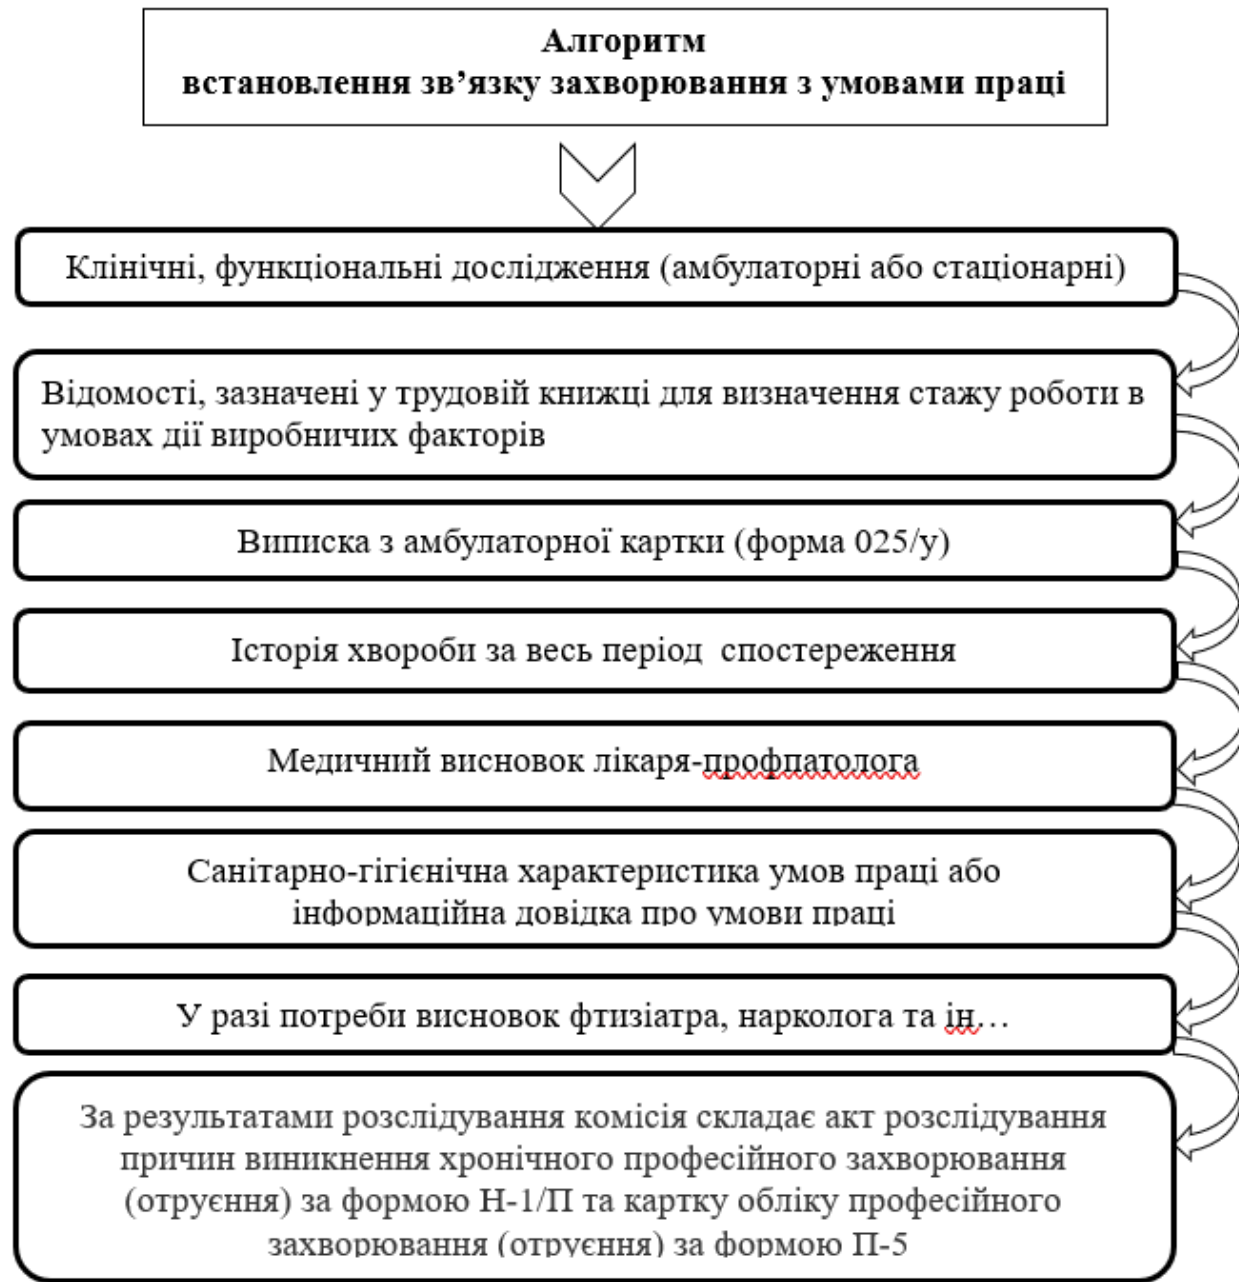 Алгоритм
встановлення зв’язку захворювання з умовами праці
Клінічні, функціональні дослідження (амбулаторні або стаціонарні)
Відомості, зазначені у трудовій книжці для визначення стажу роботи в
умовах дії виробничих факторів
Виписка з амбулаторної картки (форма 025/у)
Історія хвороби за весь період спостереження
Медичний висновок лікаря-профпатолога
Санітарно-гігієнічна характеристика умов праці або
інформаційна довідка про умови праці
У разі потреби висновок фтизіатра, нарколога та ін…
За результатами розслідування комісія складає акт розслідування
причин виникнення хронічного професійного захворювання
(отруєння) за формою Н-1/П та картку обліку професійного
захворювання (отруєння) за формою П-5